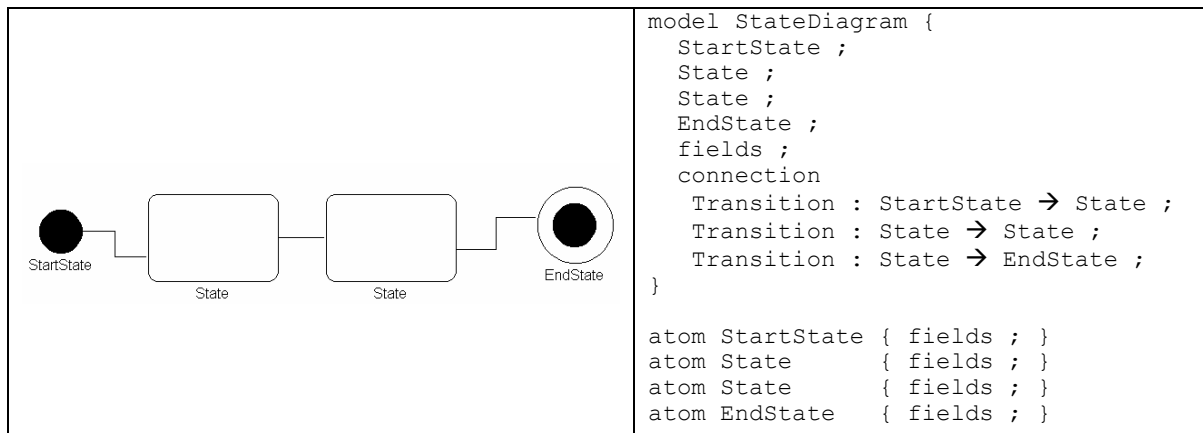 StartState
State
State
EndState
model StateDiagram {
  StartState ;
  State ;
  State ;
  EndState ;
  fields ;
  connection
   Transition : StartState → State ;
   Transition : State → State ;
   Transition : State → EndState ;
}
atom StartState { fields ; }
atom State      { fields ; }
atom State      { fields ; }
atom EndState   { fields ; }